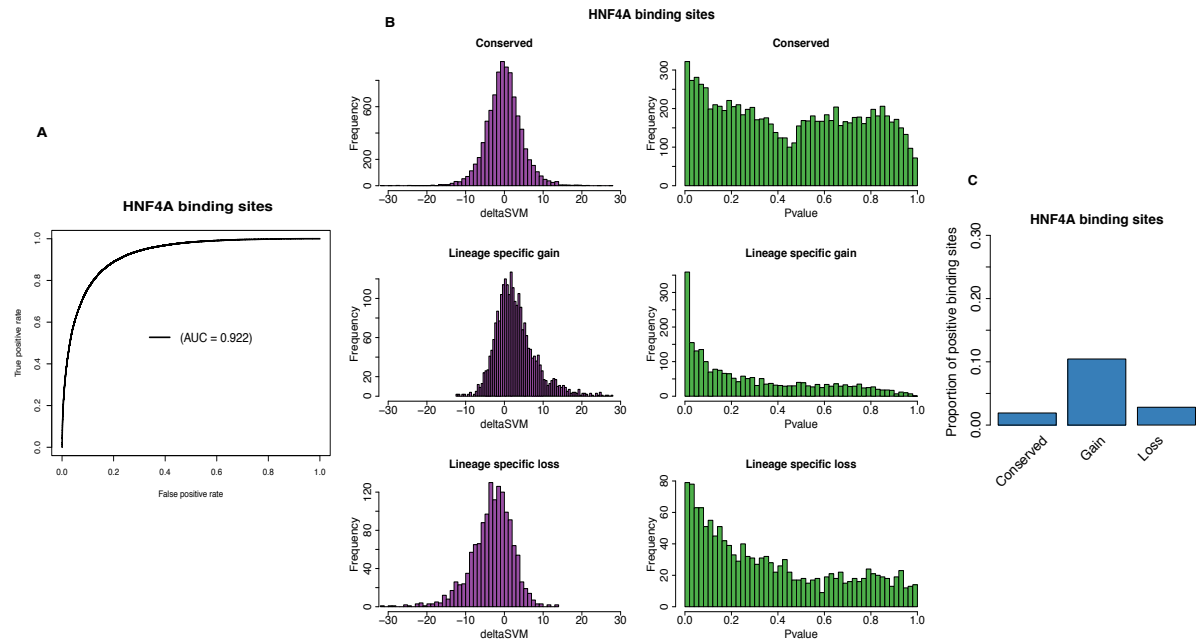 A
HNF4A binding sites
True positive rate
0.0 0.2 0.4 0.6 0.8 1.0
(AUC = 0.922)
0.0 0.2 0.4 0.6 0.8 1.0
False positive rate
B
HNF4A binding sites
Conserved
Frequency
0 200 600
−30 −20 −10 0 10 20 30
deltaSVM
Conserved
Frequency
0 100 200 300
0.0 0.2 0.4 0.6 0.8 1.0
Pvalue
Lineage specific gain
Frequency
0 20 60 100
−30 −20 −10 0 10 20 30
deltaSVM
Lineage specific gain
Frequency
0 50 150 300
0.0 0.2 0.4 0.6 0.8 1.0
Pvalue
Lineage specific loss
Frequency
0 40 80 120
−30 −20 −10 0 10 20 30
deltaSVM
Lineage specific loss
Frequency
0 20 40 60 80
0.0 0.2 0.4 0.6 0.8 1.0
Pvalue
C
HNF4A binding sites
Proportion of positive binding sites
0.00 0.10 0.20 0.30
Conserved
Gain
Loss